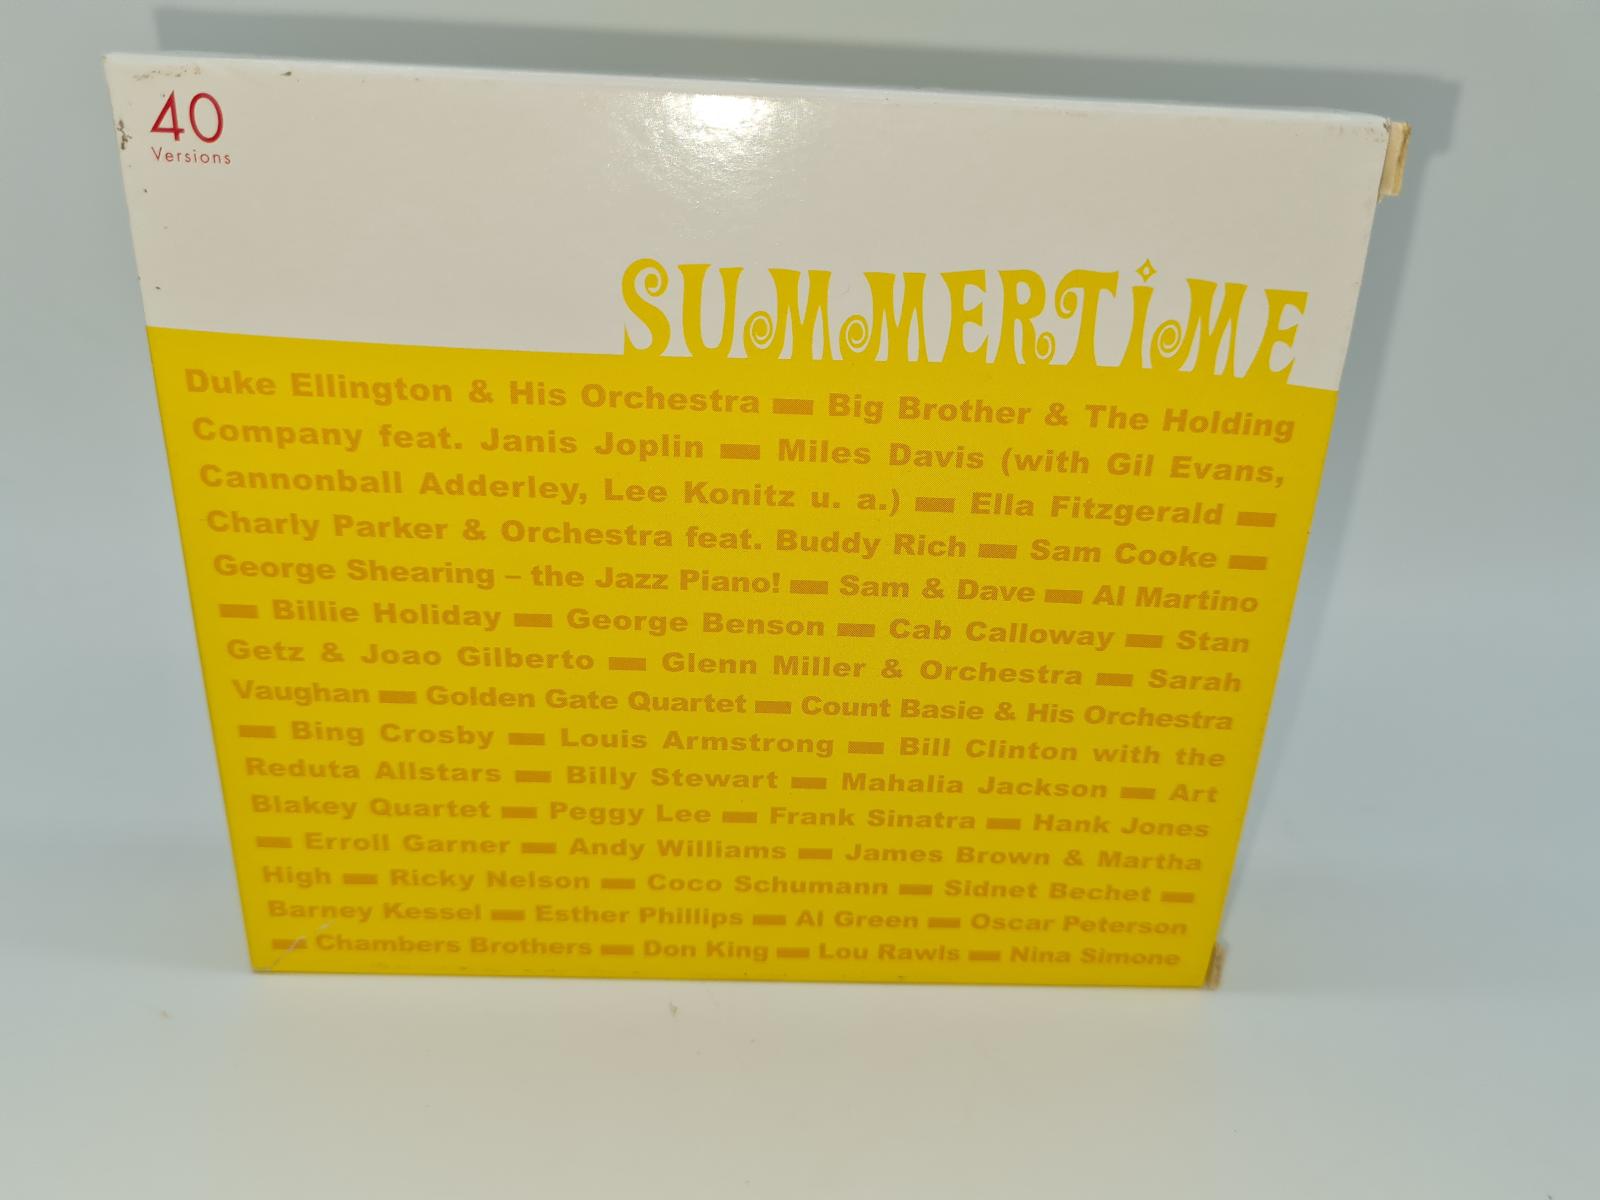 40
Versions
SUMMERTiME
Duke Ellington & His Orchestra ▬ Big Brother & The Holding
Company feat. Janis Joplin ▬ Miles Davis (with Gil Evans,
Cannonball Adderley, Lee Konitz u. a.) ▬ Ella Fitzgerald ▬
Charly Parker & Orchestra feat. Buddy Rich ▬ Sam Cooke ▬
George Shearing – the Jazz Piano! ▬ Sam & Dave ▬ Al Martino
▬ Billie Holiday ▬ George Benson ▬ Cab Calloway ▬ Stan
Getz & Joao Gilberto ▬ Glenn Miller & Orchestra ▬ Sarah
Vaughan ▬ Golden Gate Quartet ▬ Count Basie & His Orchestra
▬ Bing Crosby ▬ Louis Armstrong ▬ Bill Clinton with the
Reduta Allstars ▬ Billy Stewart ▬ Mahalia Jackson ▬ Art
Blakey Quartet ▬ Peggy Lee ▬ Frank Sinatra ▬ Hank Jones
▬ Erroll Garner ▬ Andy Williams ▬ James Brown & Martha
High ▬ Ricky Nelson ▬ Coco Schumann ▬ Sidnet Bechet ▬
Barney Kessel ▬ Esther Phillips ▬ Al Green ▬ Oscar Peterson
▬ Chambers Brothers ▬ Don King ▬ Lou Rawls ▬ Nina Simone